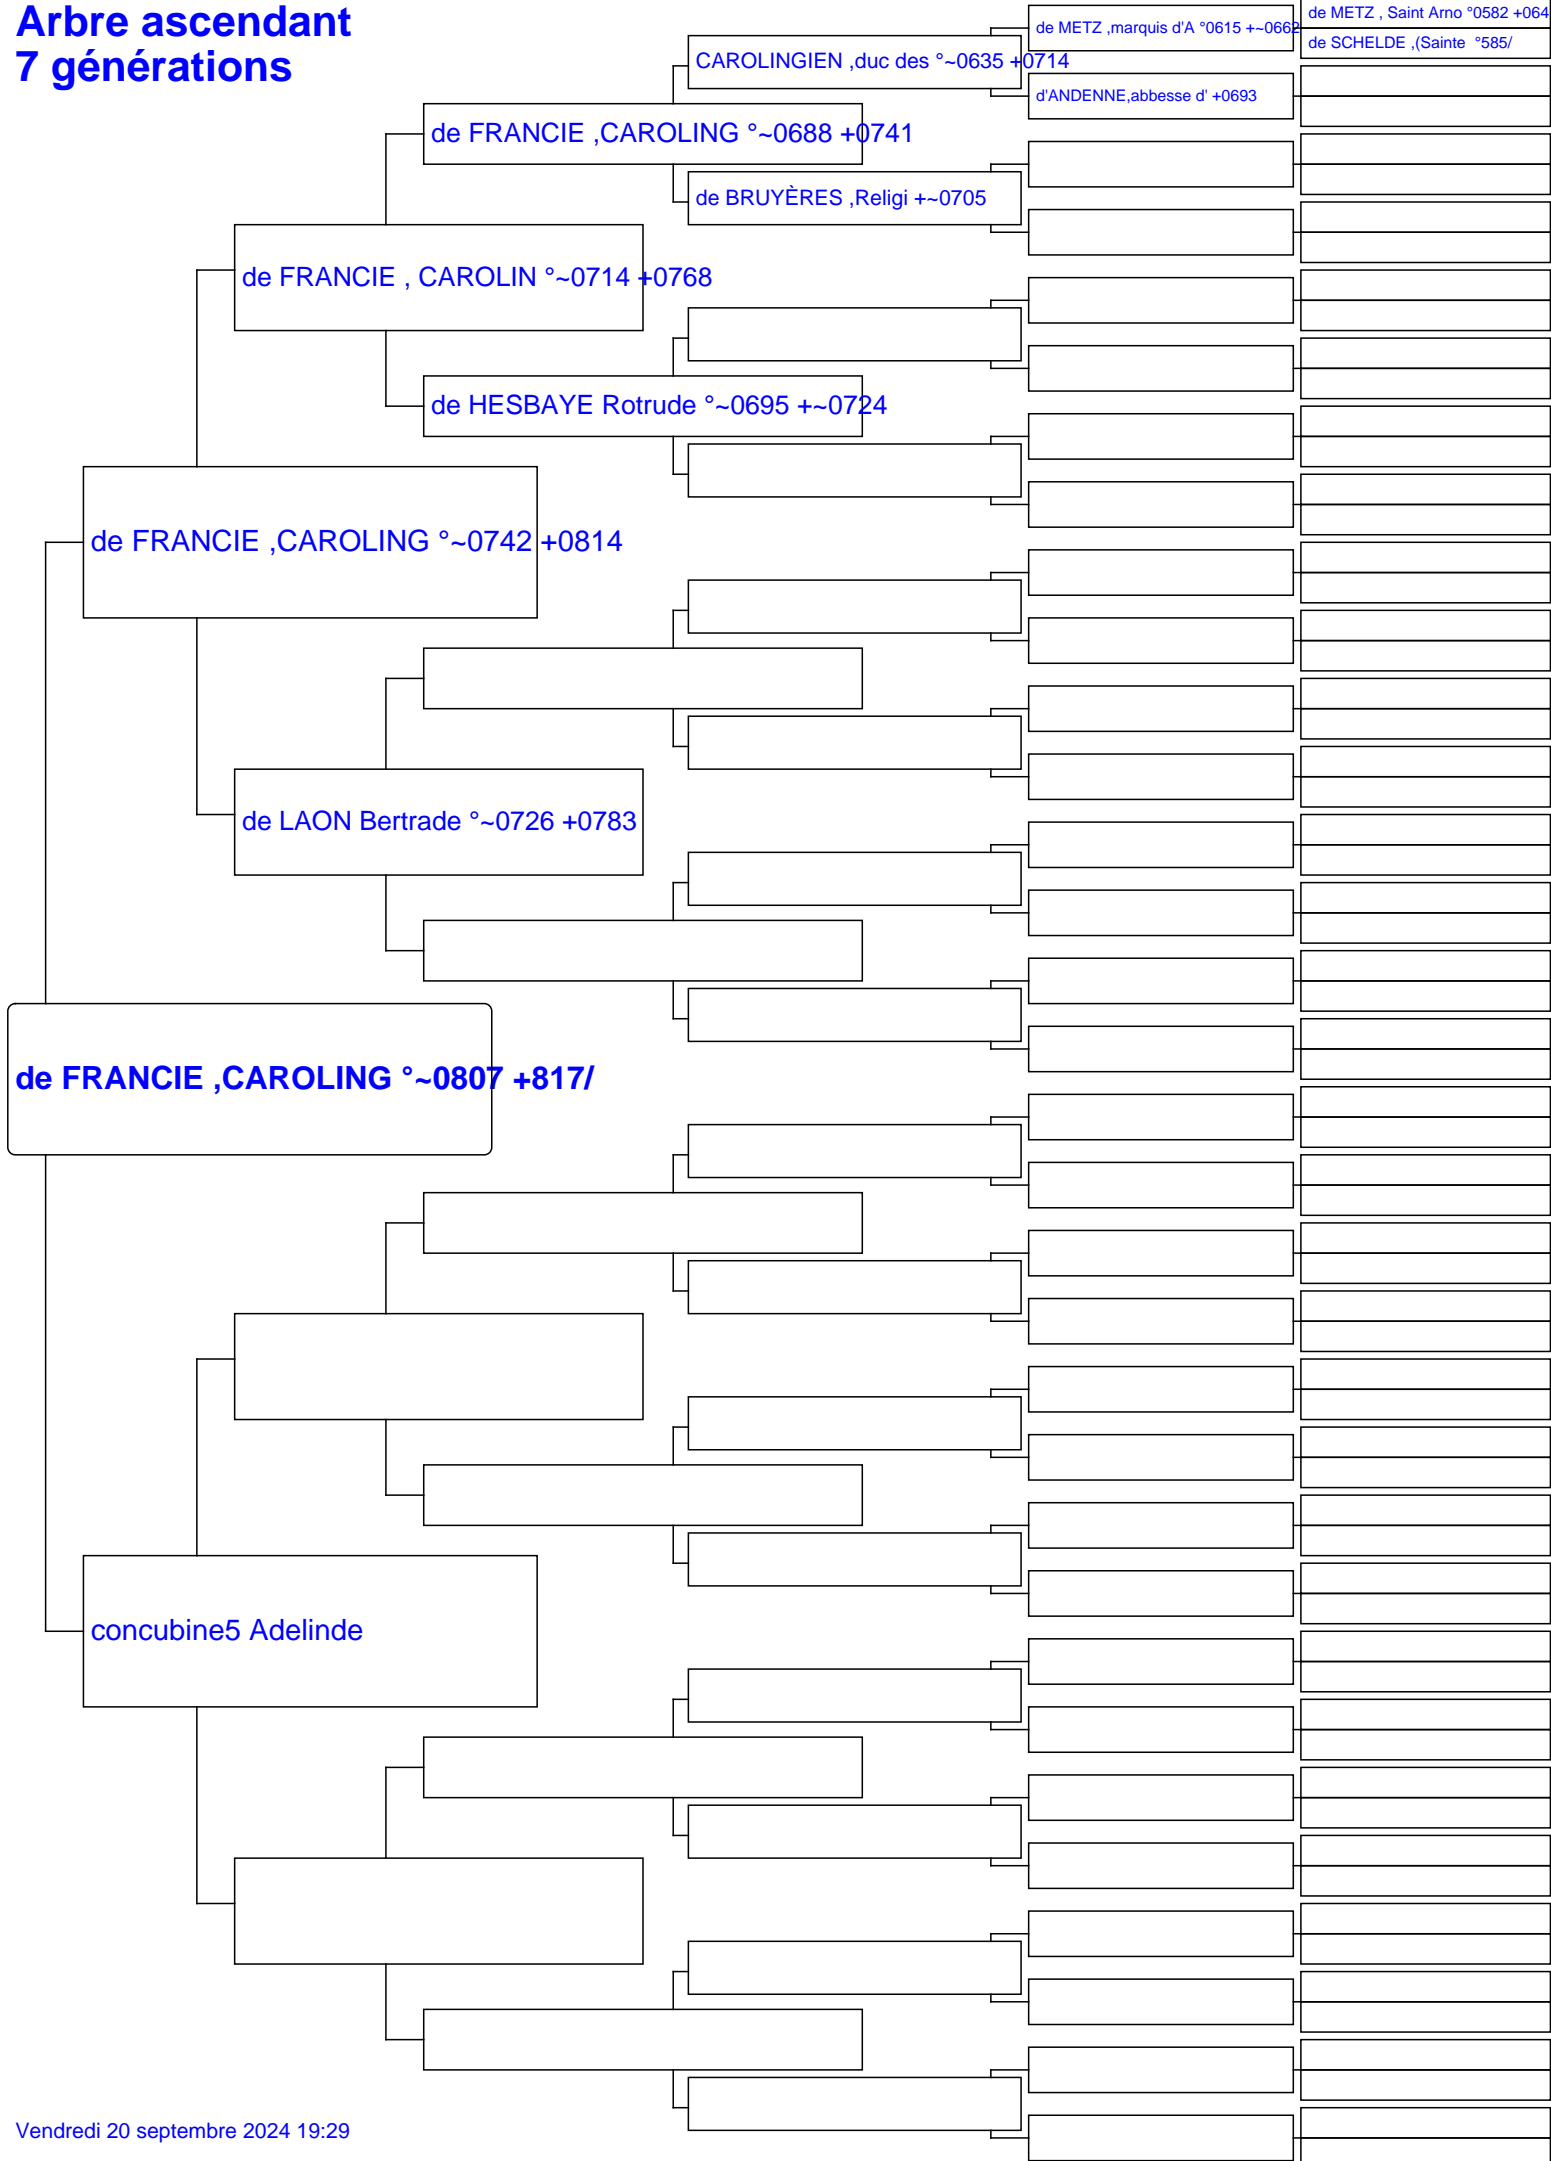 Arbre ascendant
7 générations
de METZ , Saint Arno °0582 +064
de METZ ,marquis d'A °0615 +~0662
de SCHELDE ,(Sainte °585/
CAROLINGIEN ,duc des °~0635 +0714
d'ANDENNE,abbesse d' +0693
de FRANCIE ,CAROLING °~0688 +0741
de BRUYÈRES ,Religi +~0705
de FRANCIE , CAROLIN °~0714 +0768
de HESBAYE Rotrude °~0695 +~0724
de FRANCIE ,CAROLING °~0742 +0814
de LAON Bertrade °~0726 +0783
de FRANCIE ,CAROLING °~0807 +817/
concubine5 Adelinde
Vendredi 20 septembre 2024 19:29